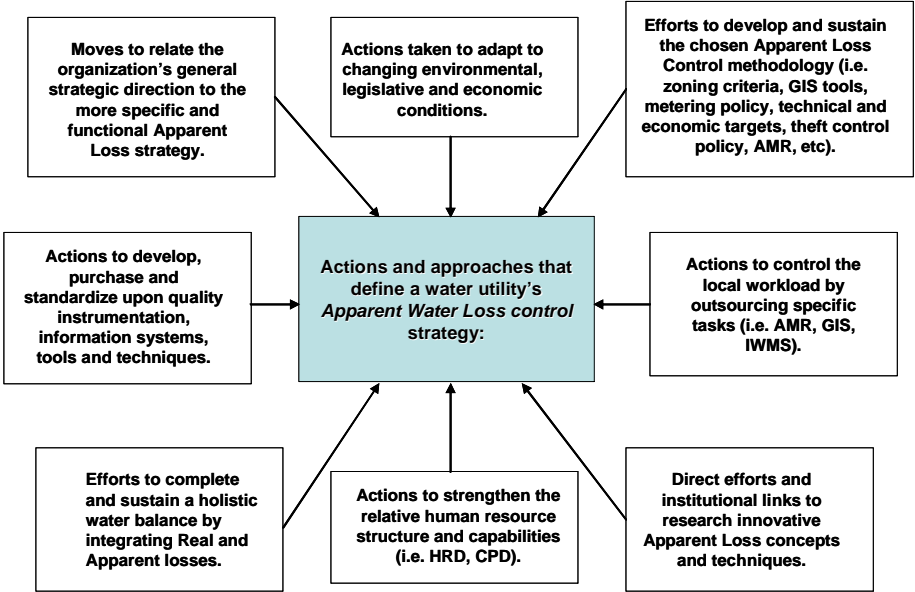 Moves to relate the
organization's general
strategic direction to the
more specific and
functional Apparent
Loss strategy.
Actions taken to adapt to
changing environmental,
legislative and economic
conditions.
Efforts to develop and sustain
the chosen Apparent Loss
Control methodology (i.e.
zoning criteria, GIS tools,
metering policy, technical and
economic targets, theft control
policy, AMR, etc).
Actions to develop,
purchase and
standardize upon quality
instrumentation,
information systems,
tools and techniques.
Actions and approaches that
define a water utility's
Apparent Water Loss control
strategy:
Actions to control the
local workload by
outsourcing specific
tasks (i.e. AMR, GIS,
IWMS).
Efforts to complete
and sustain a holistic
water balance by
integrating Real and
Apparent losses.
Actions to strengthen the
relative human resource
structure and capabilities
(i.e. HRD, CPD).
Direct efforts and
institutional links to
research innovative
Apparent Loss concepts
and techniques.